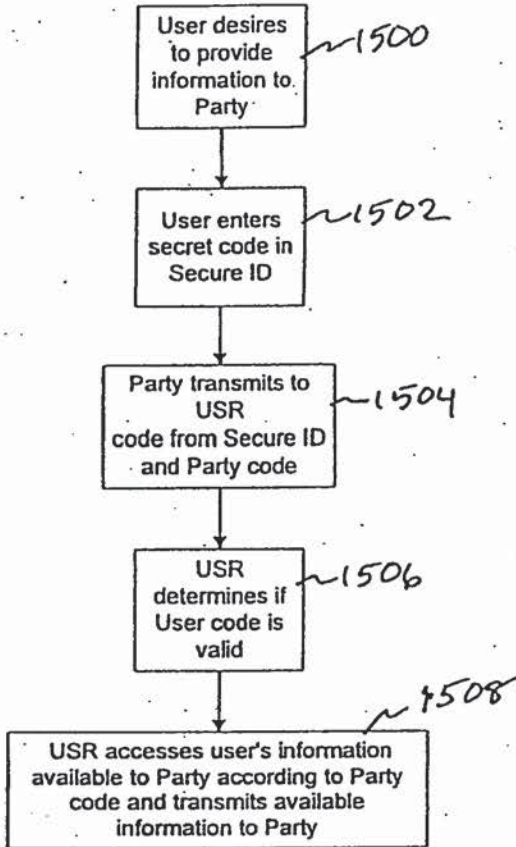 User desires
to provide
information to.
Party
1500
User enters
secret code in
Secure ID
1502
Party transmits to
USR
code from Secure ID
and Party code
1504
USR
determines if
User code is
valid
1506
1508
USR accesses user's information
available to Party according to Party
code and transmits available
information to Party